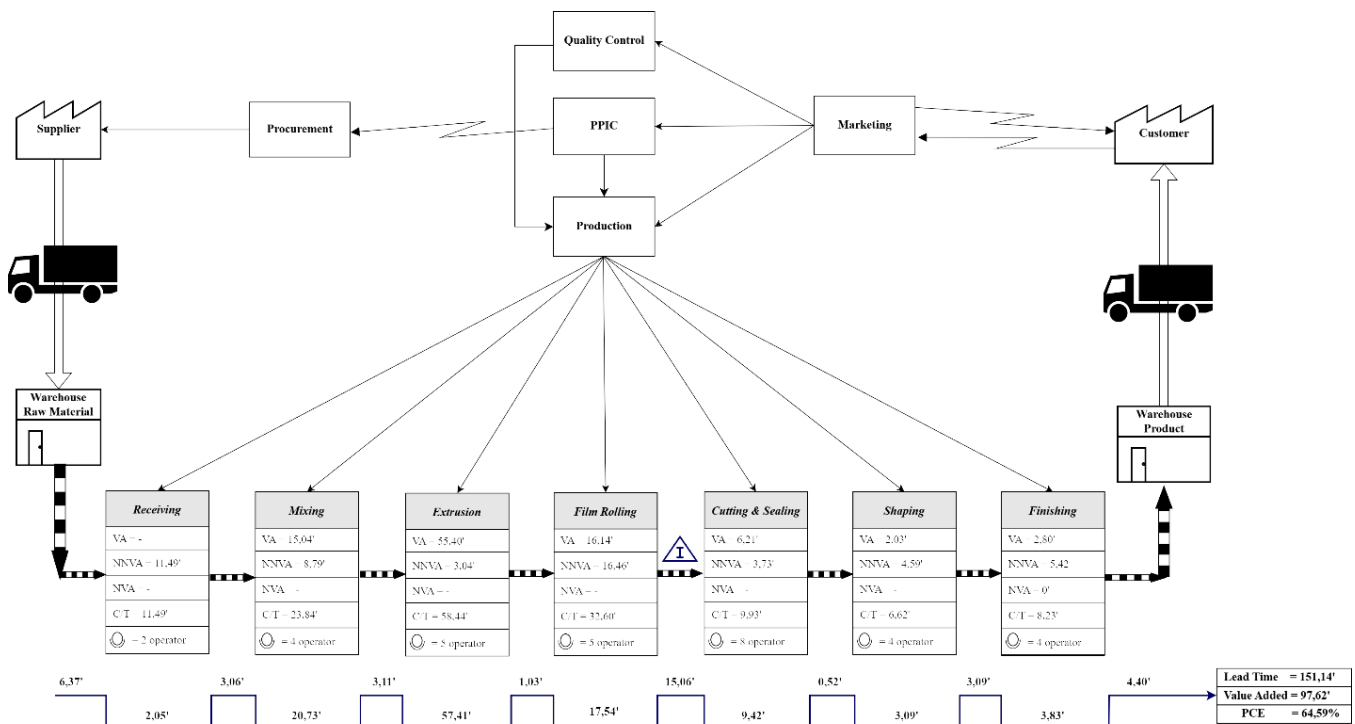 Quality Control
Supplier
Procurement
PPIC
Marketing
Customer
Production
Warehouse
Raw Material
Warehouse
Product
Receiving
VA = -
NNVA = 11,49'
NVA = -
C/T = 11,49'
= 2 operator
Mixing
VA = 15,04'
NNVA = 8,79'
NVA = -
C/T = 23,84'
= 4 operator
Extrusion
VA = 55,40'
NNVA = 3,04'
NVA = -
C/T = 58,44'
= 5 operator
Film Rolling
VA = 16,14'
NNVA = 16,46'
NVA = -
C/T = 32,60'
= 5 operator
I
Cutting & Sealing
VA = 6,21'
NNVA = 3,73'
NVA = -
C/T = 9,93'
= 8 operator
Shaping
VA = 2,03'
NNVA = 4,59'
NVA = -
C/T = 6,62'
= 4 operator
Finishing
VA = 2,80'
NNVA = 5,42
NVA = 0'
C/T = 8,23'
= 4 operator
6,37' 3,06' 3,11' 1,03' 15,06' 0,52' 3,09' 4,40'
2,05' 20,73' 57,41' 17,54' 9,42' 3,09' 3,83'
Lead Time = 151,14'
Value Added = 97,62'
PCE = 64,59%